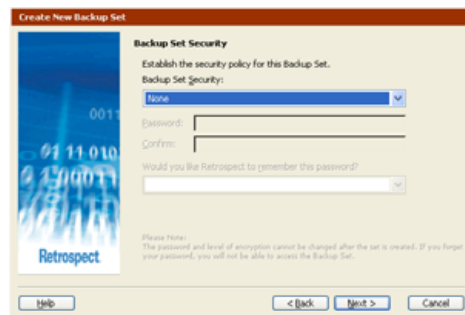 Create New Backup Set
Backup Set Security
Establish the security policy for this Backup Set.
Backup Set Security:
None
Password:
Confirm:
Would you like Retrospect to remember this password?
Please Note:
The password and level of encryption cannot be changed after the set is created. If you forget
your password, you will not be able to access the Backup Set.
0011
01 11 010
Retrospect
Help
< Back
Next >
Cancel